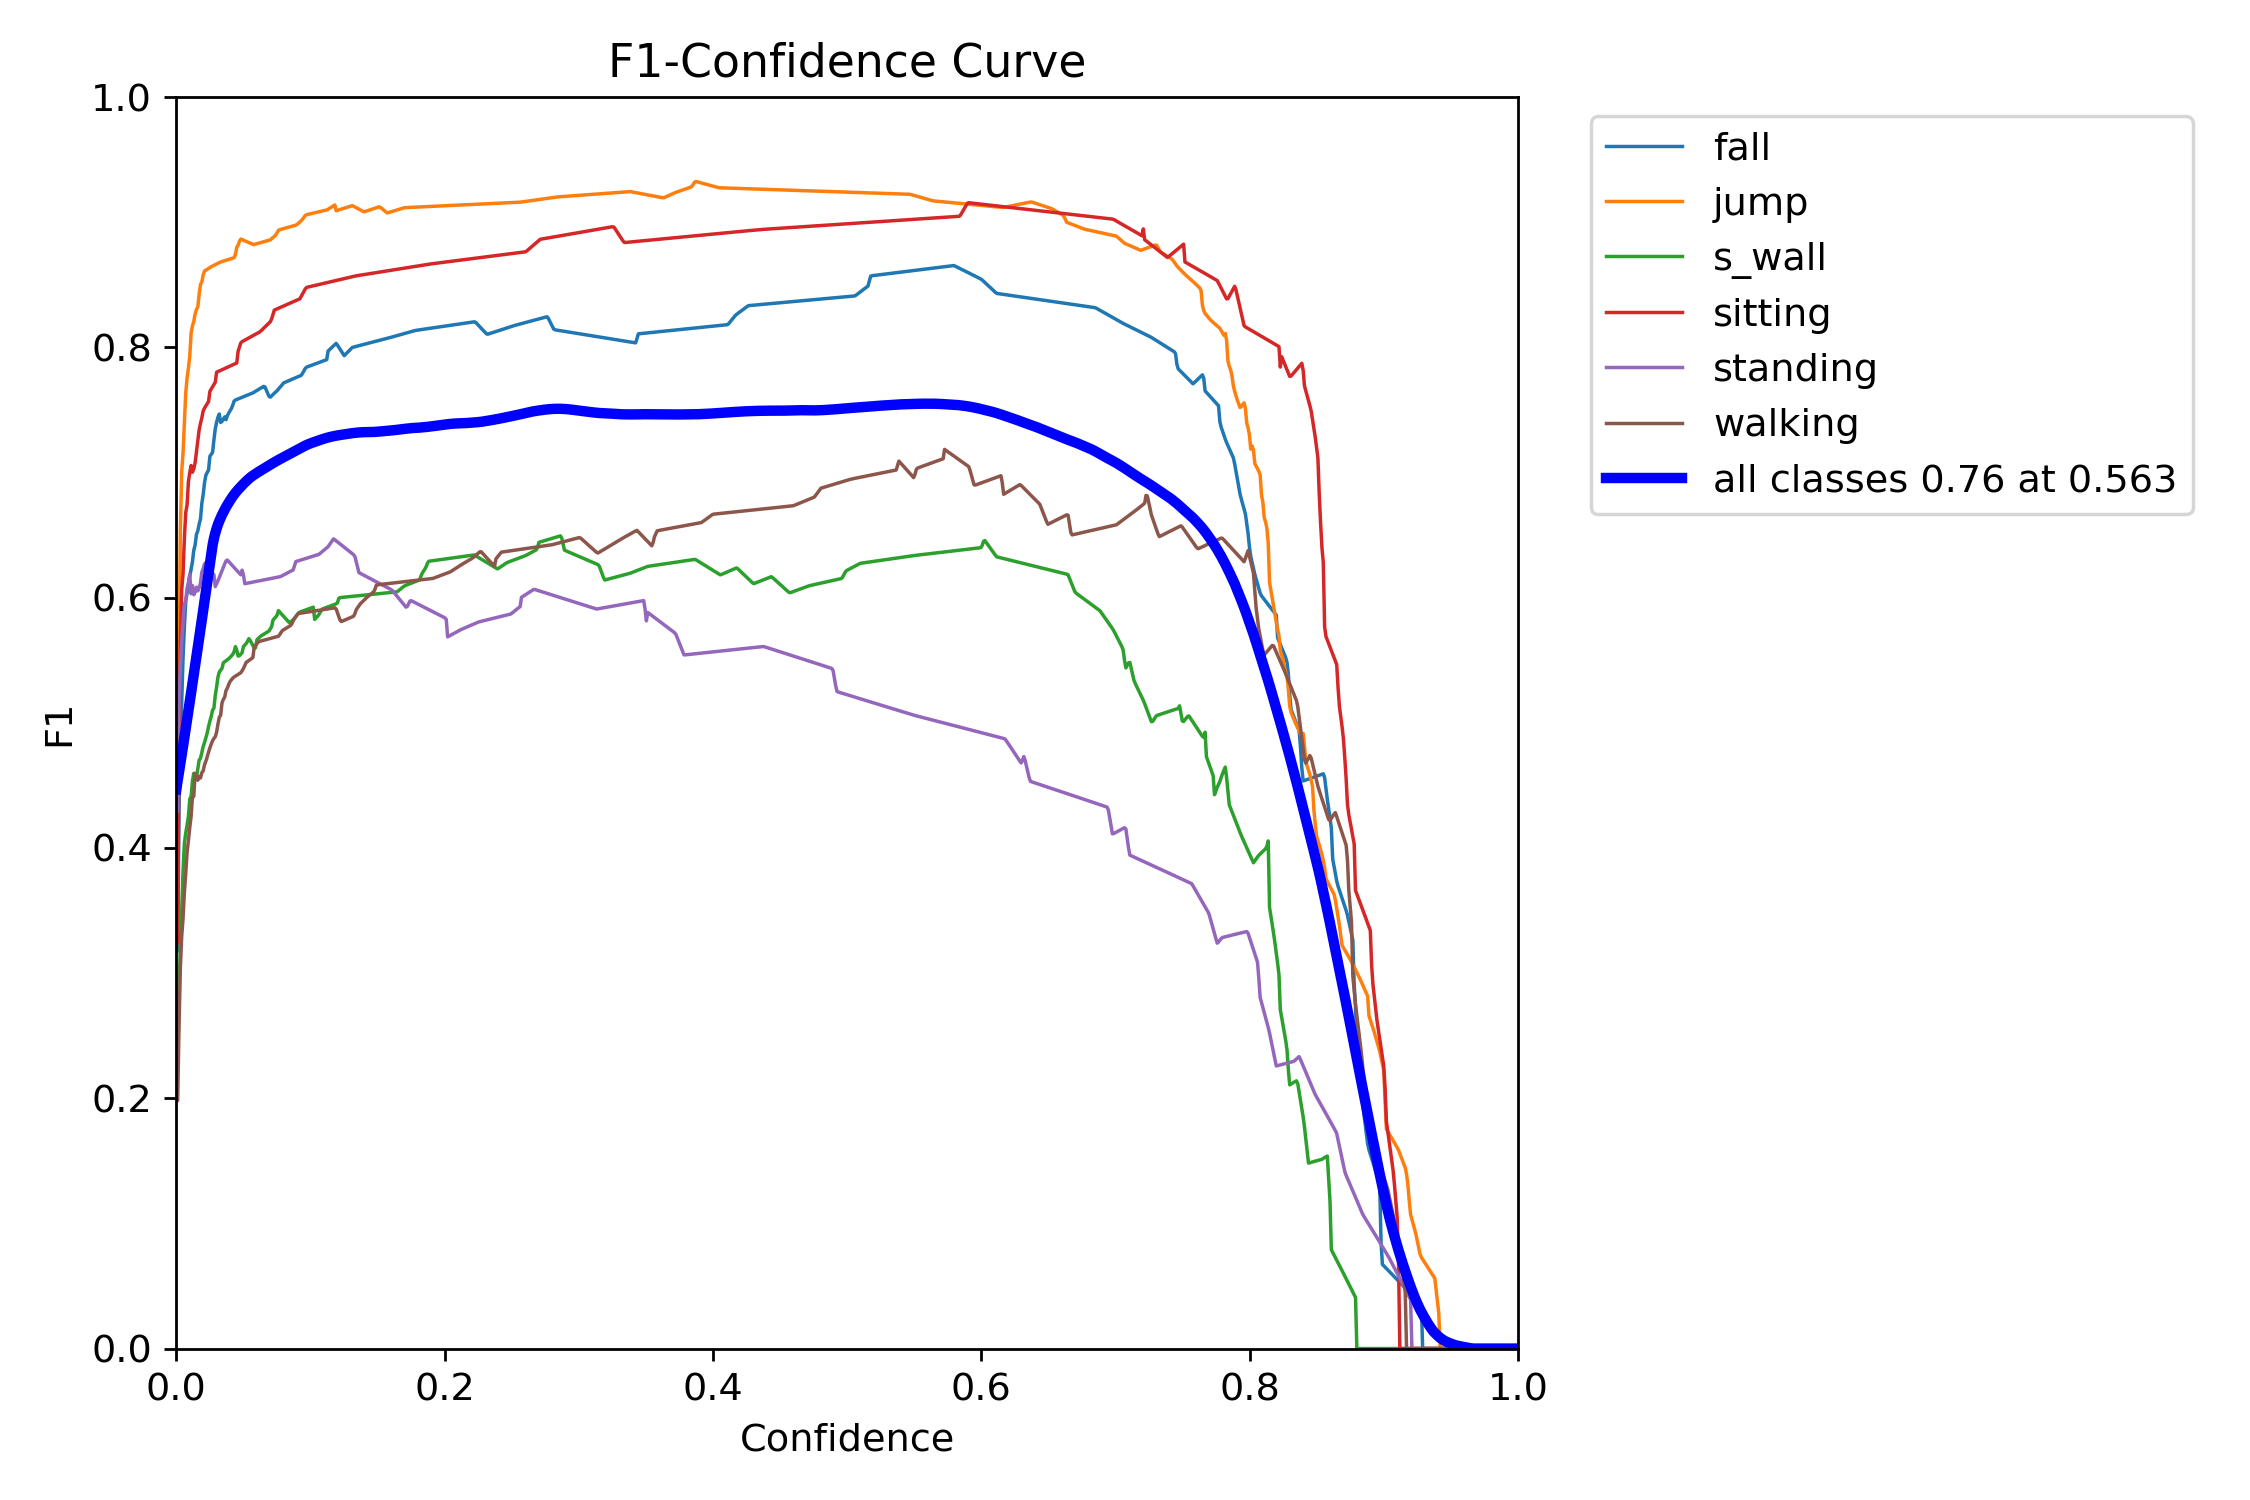 F1-Confidence Curve
1.0
0.8
0.6
0.4
0.2
0.0
F1
0.0 0.2 0.4 0.6 0.8 1.0
Confidence
fall
jump
s_wall
sitting
standing
walking
all classes 0.76 at 0.563